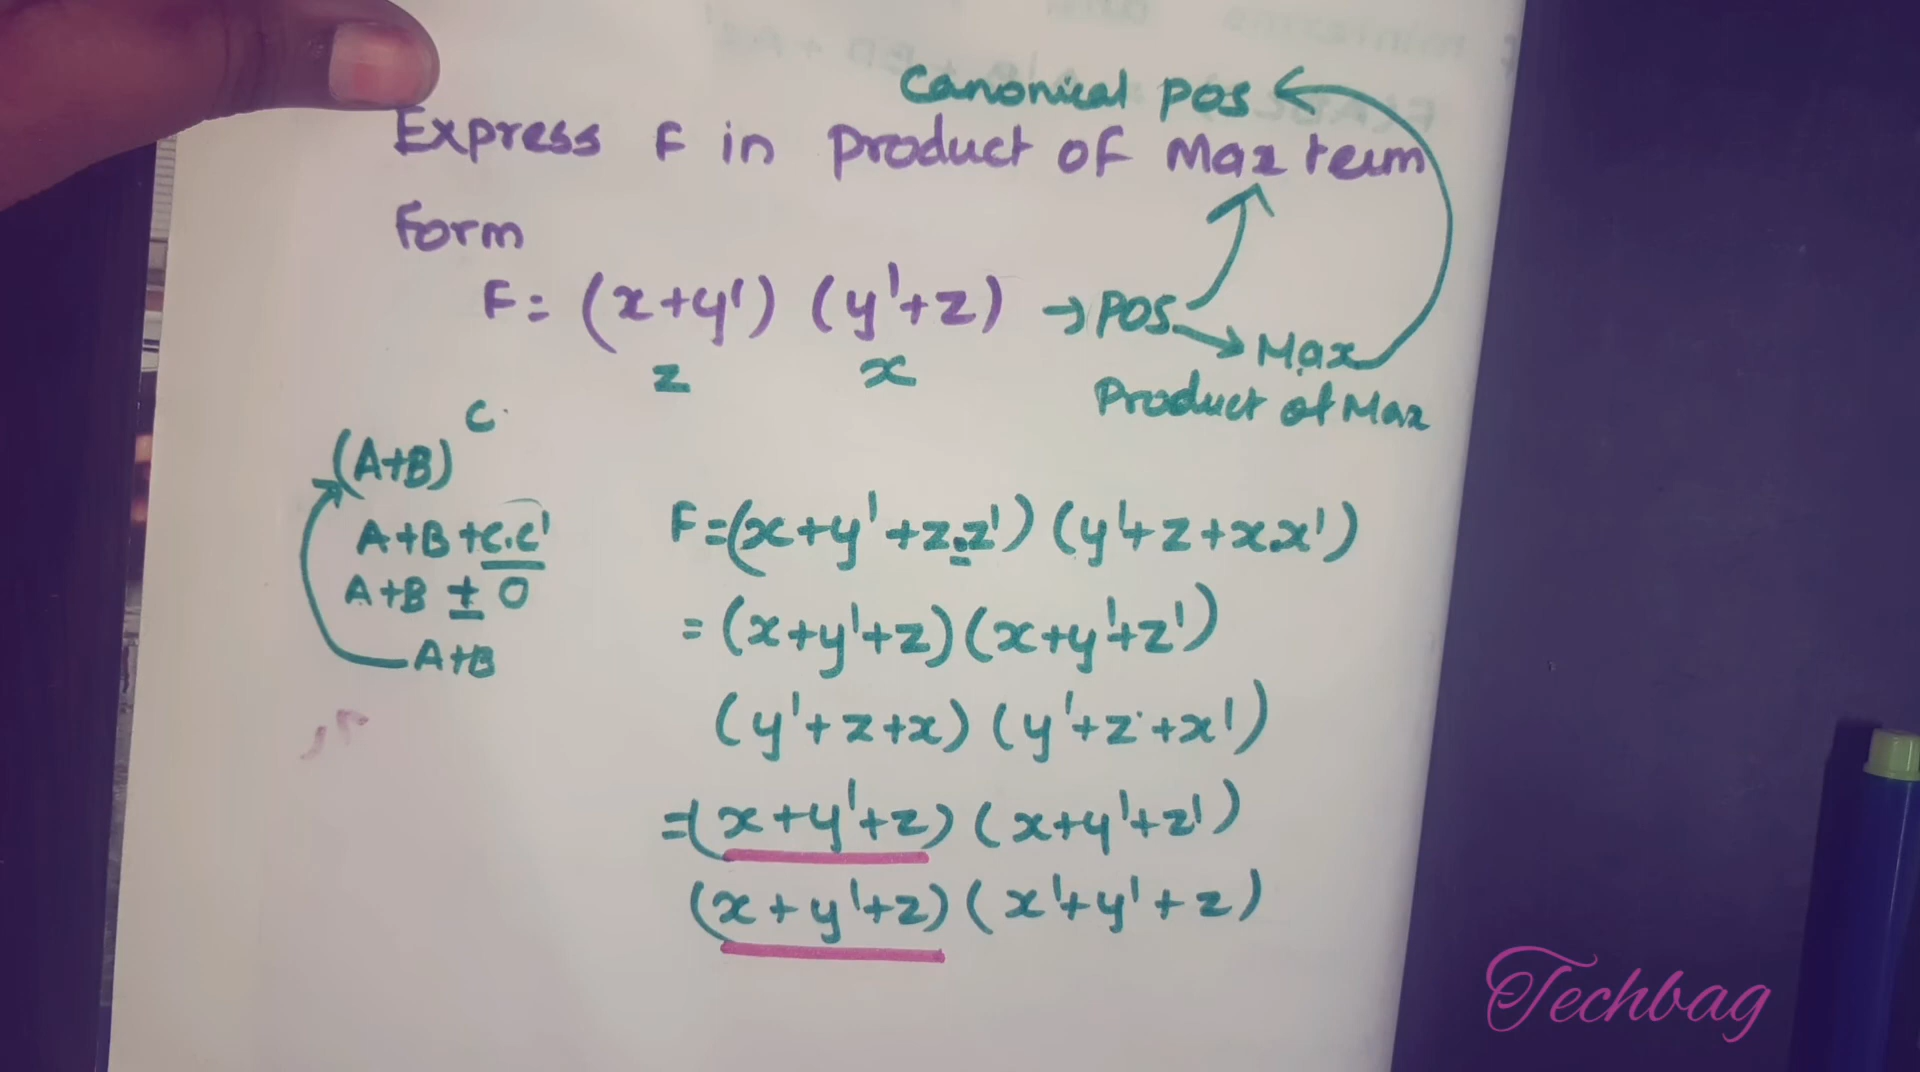 Canonical POS
Express F in product of Max term
Form
F = (x+y') (y'+z) → POS
Max
z x
Product of Max
C
(A+B)
A+B+C.C'
A+B + 0
A+B
F=(x+y'+z.z') (y'+z+x.x')
= (x+y'+z)(x+y'+z')
(y'+z+x) (y'+z+x')
=(x+y'+z) (x+y'+z')
(x+y'+z) (x'+y'+z)
Techbag